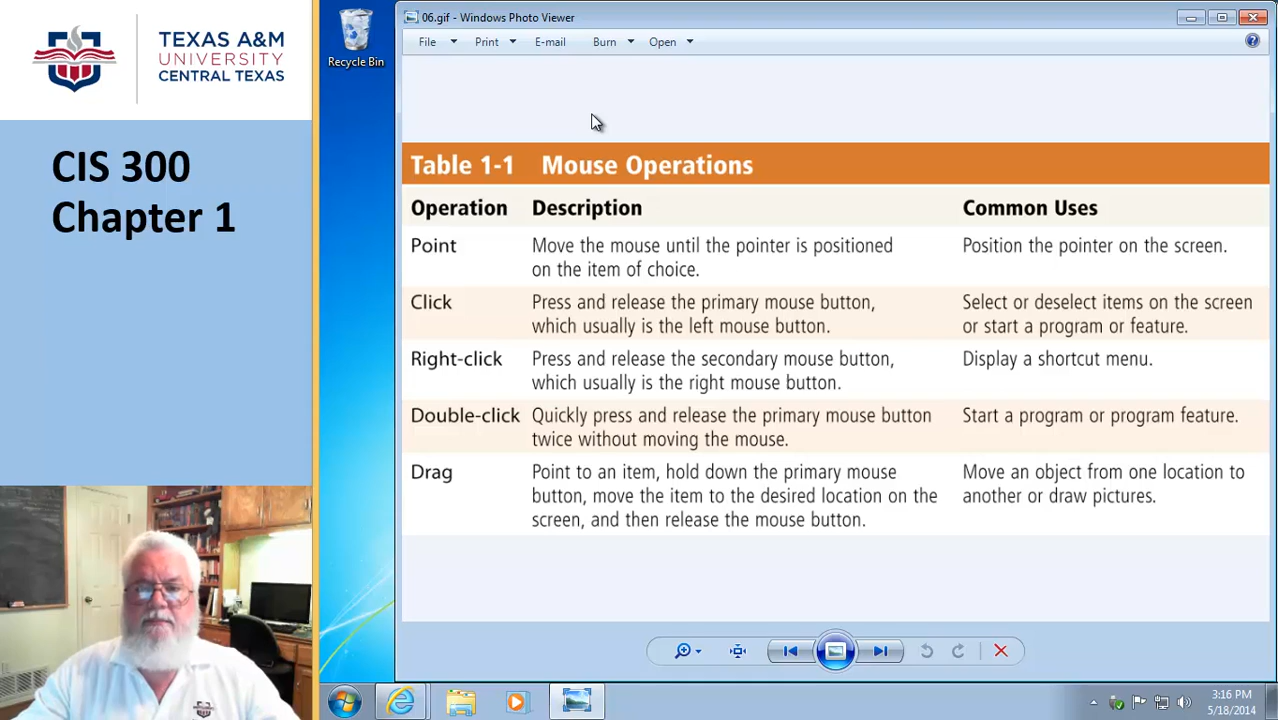 TEXAS A&M
UNIVERSITY
CENTRAL TEXAS
CIS 300
Chapter 1
Recycle Bin
06.gif - Windows Photo Viewer
File Print E-mail Burn Open
Table 1-1 Mouse Operations
Operation Description Common Uses
Point Move the mouse until the pointer is positioned Position the pointer on the screen.
on the item of choice.
Click Press and release the primary mouse button, Select or deselect items on the screen
which usually is the left mouse button. or start a program or feature.
Right-click Press and release the secondary mouse button, Display a shortcut menu.
which usually is the right mouse button.
Double-click Quickly press and release the primary mouse button Start a program or program feature.
twice without moving the mouse.
Drag Point to an item, hold down the primary mouse Move an object from one location to
button, move the item to the desired location on the another or draw pictures.
screen, and then release the mouse button.
3:16 PM
5/18/2014